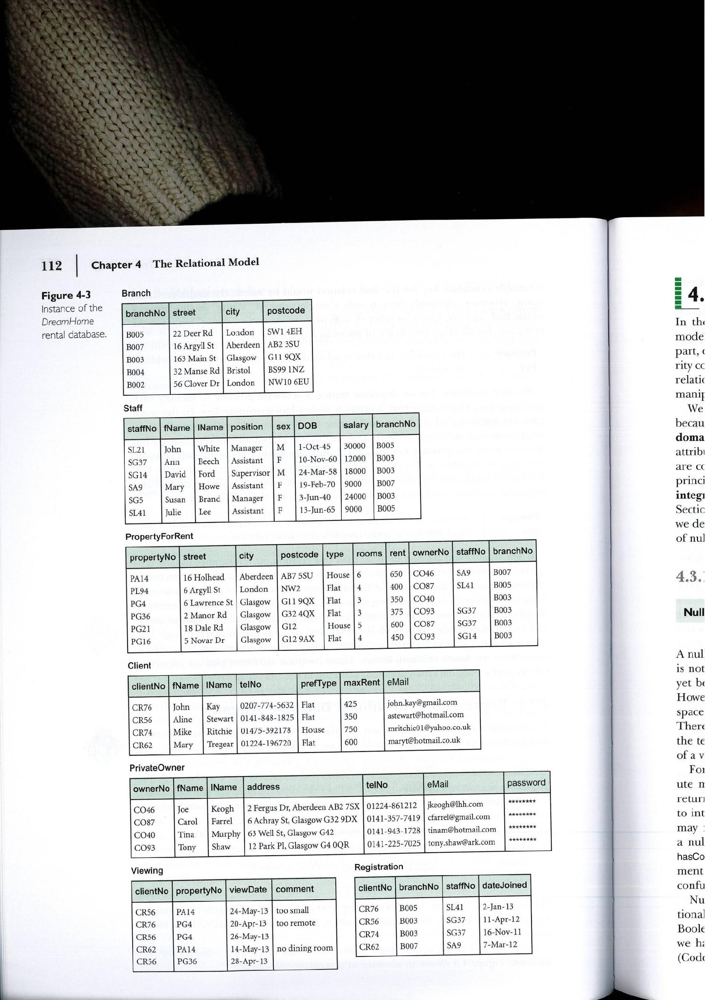 112 Chapter 4 The Relational Model
Figure 4-3
Instance of the
DreamHome
rental database.
Branch
branchNo street city postcode
B005 22 Deer Rd London SW1 4EH
B007 16 Argyll St Aberdeen AB2 3SU
B003 163 Main St Glasgow G11 9QX
B004 32 Manse Rd Bristol BS99 1NZ
B002 56 Clover Dr London NW10 6EU
Staff
staffNo fName lName position sex DOB salary branchNo
SL21 John White Manager M 1-Oct-45 30000 B005
SG37 Ann Beech Assistant F 10-Nov-60 12000 B003
SG14 David Ford Supervisor M 24-Mar-58 18000 B003
SA9 Mary Howe Assistant F 19-Feb-70 9000 B007
SG5 Susan Brand Manager F 3-Jun-40 24000 B003
SL41 Julie Lee Assistant F 13-Jun-65 9000 B005
PropertyForRent
propertyNo street city postcode type rooms rent ownerNo staffNo branchNo
PA14 16 Holhead Aberdeen AB7 5SU House 6 650 CO46 SA9 B007
PL94 6 Argyll St London NW2 Flat 4 400 CO87 SL41 B005
PG4 6 Lawrence St Glasgow G11 9QX Flat 3 350 CO40 B003
PG36 2 Manor Rd Glasgow G32 4QX Flat 3 375 CO93 SG37 B003
PG21 18 Dale Rd Glasgow G12 House 5 600 CO87 SG37 B003
PG16 5 Novar Dr Glasgow G12 9AX Flat 4 450 CO93 SG14 B003
Client
clientNo fName lName telNo prefType maxRent eMail
CR76 John Kay 0207-774-5632 Flat 425 john.kay@gmail.com
CR56 Aline Stewart 0141-848-1825 Flat 350 astewart@hotmail.com
CR74 Mike Ritchie 01475-392178 House 750 mritchie01@yahoo.co.uk
CR62 Mary Tregear 01224-196720 Flat 600 maryt@hotmail.co.uk
PrivateOwner
ownerNo fName lName address telNo eMail password
CO46 Joe Keogh 2 Fergus Dr, Aberdeen AB2 7SX 01224-861212 jkeogh@lhh.com ********
CO87 Carol Farrel 6 Achray St, Glasgow G32 9DX 0141-357-7419 cfarrel@gmail.com ********
CO40 Tina Murphy 63 Well St, Glasgow G42 0141-943-1728 tinam@hotmail.com ********
CO93 Tony Shaw 12 Park Pl, Glasgow G4 0QR 0141-225-7025 tony.shaw@ark.com ********
Viewing
clientNo propertyNo viewDate comment
CR56 PA14 24-May-13 too small
CR76 PG4 20-Apr-13 too remote
CR56 PG4 26-May-13
CR62 PA14 14-May-13 no dining room
CR56 PG36 28-Apr-13
Registration
clientNo branchNo staffNo dateJoined
CR76 B005 SL41 2-Jan-13
CR56 B003 SG37 11-Apr-12
CR74 B003 SG37 16-Nov-11
CR62 B007 SA9 7-Mar-12
4.
In the
mode
part,
rity
relatio
manip
We
becau
doma
attrib
are
princi
integr
Sectio
we de
of nul
4.3.
Null
A nul
is not
yet be
Howe
space
There
the te
of a v
For
ute
return
to int
may
a nul
hasCo
ment
confu
Nu
tional
Boole
we ha
(Codd